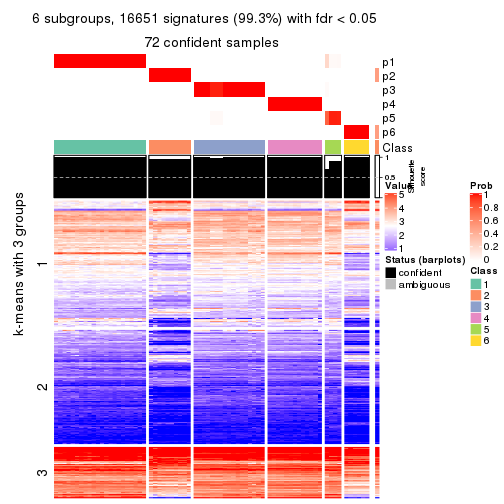 6 subgroups, 16651 signatures (99.3%) with fdr < 0.05
72 confident samples
p1
p2
p3
p4
p5
p6
Class
1
0.5
Silhouette
score
k-means with 3 groups
1
2
3
Value
5
4
3
2
1
Status (barplots)
confident
ambiguous
Prob
1
0.8
0.6
0.4
0.2
0
Class
1
2
3
4
5
6